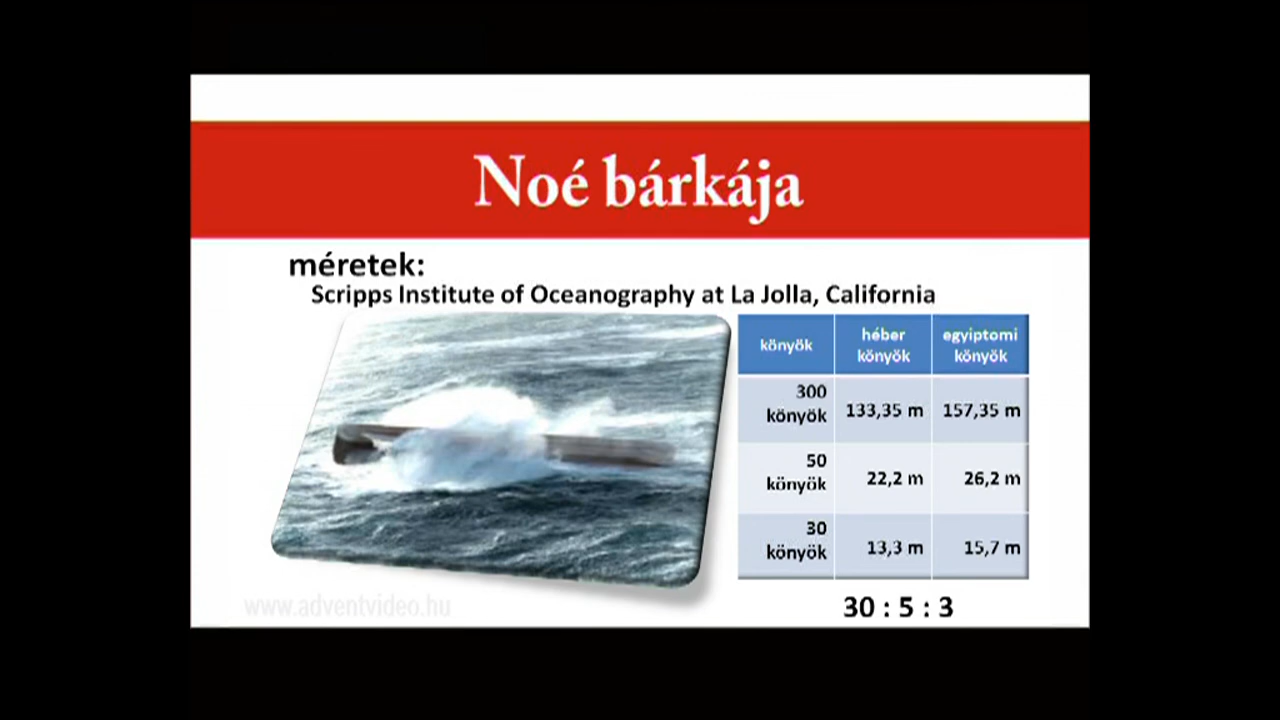 Noé bárkája
méretek:
Scripps Institute of Oceanography at La Jolla, California
könyök
héber
könyök
egyiptomi
könyök
300
könyök
133,35 m
157,35 m
50
könyök
22,2 m
26,2 m
30
könyök
13,3 m
15,7 m
30 : 5 : 3
www.adventvideo.hu